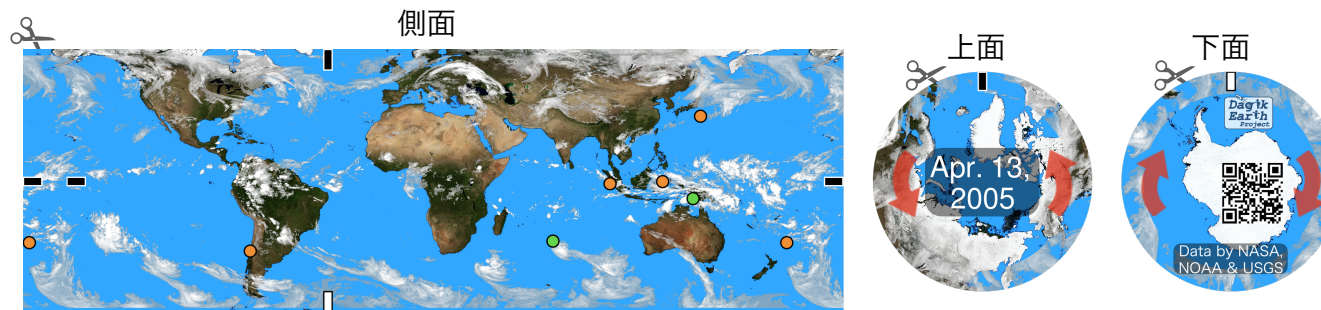 側面
上面
下面
Apr. 13,
2005
Dagik
Earth
Project
Data by NASA,
NOAA & USGS